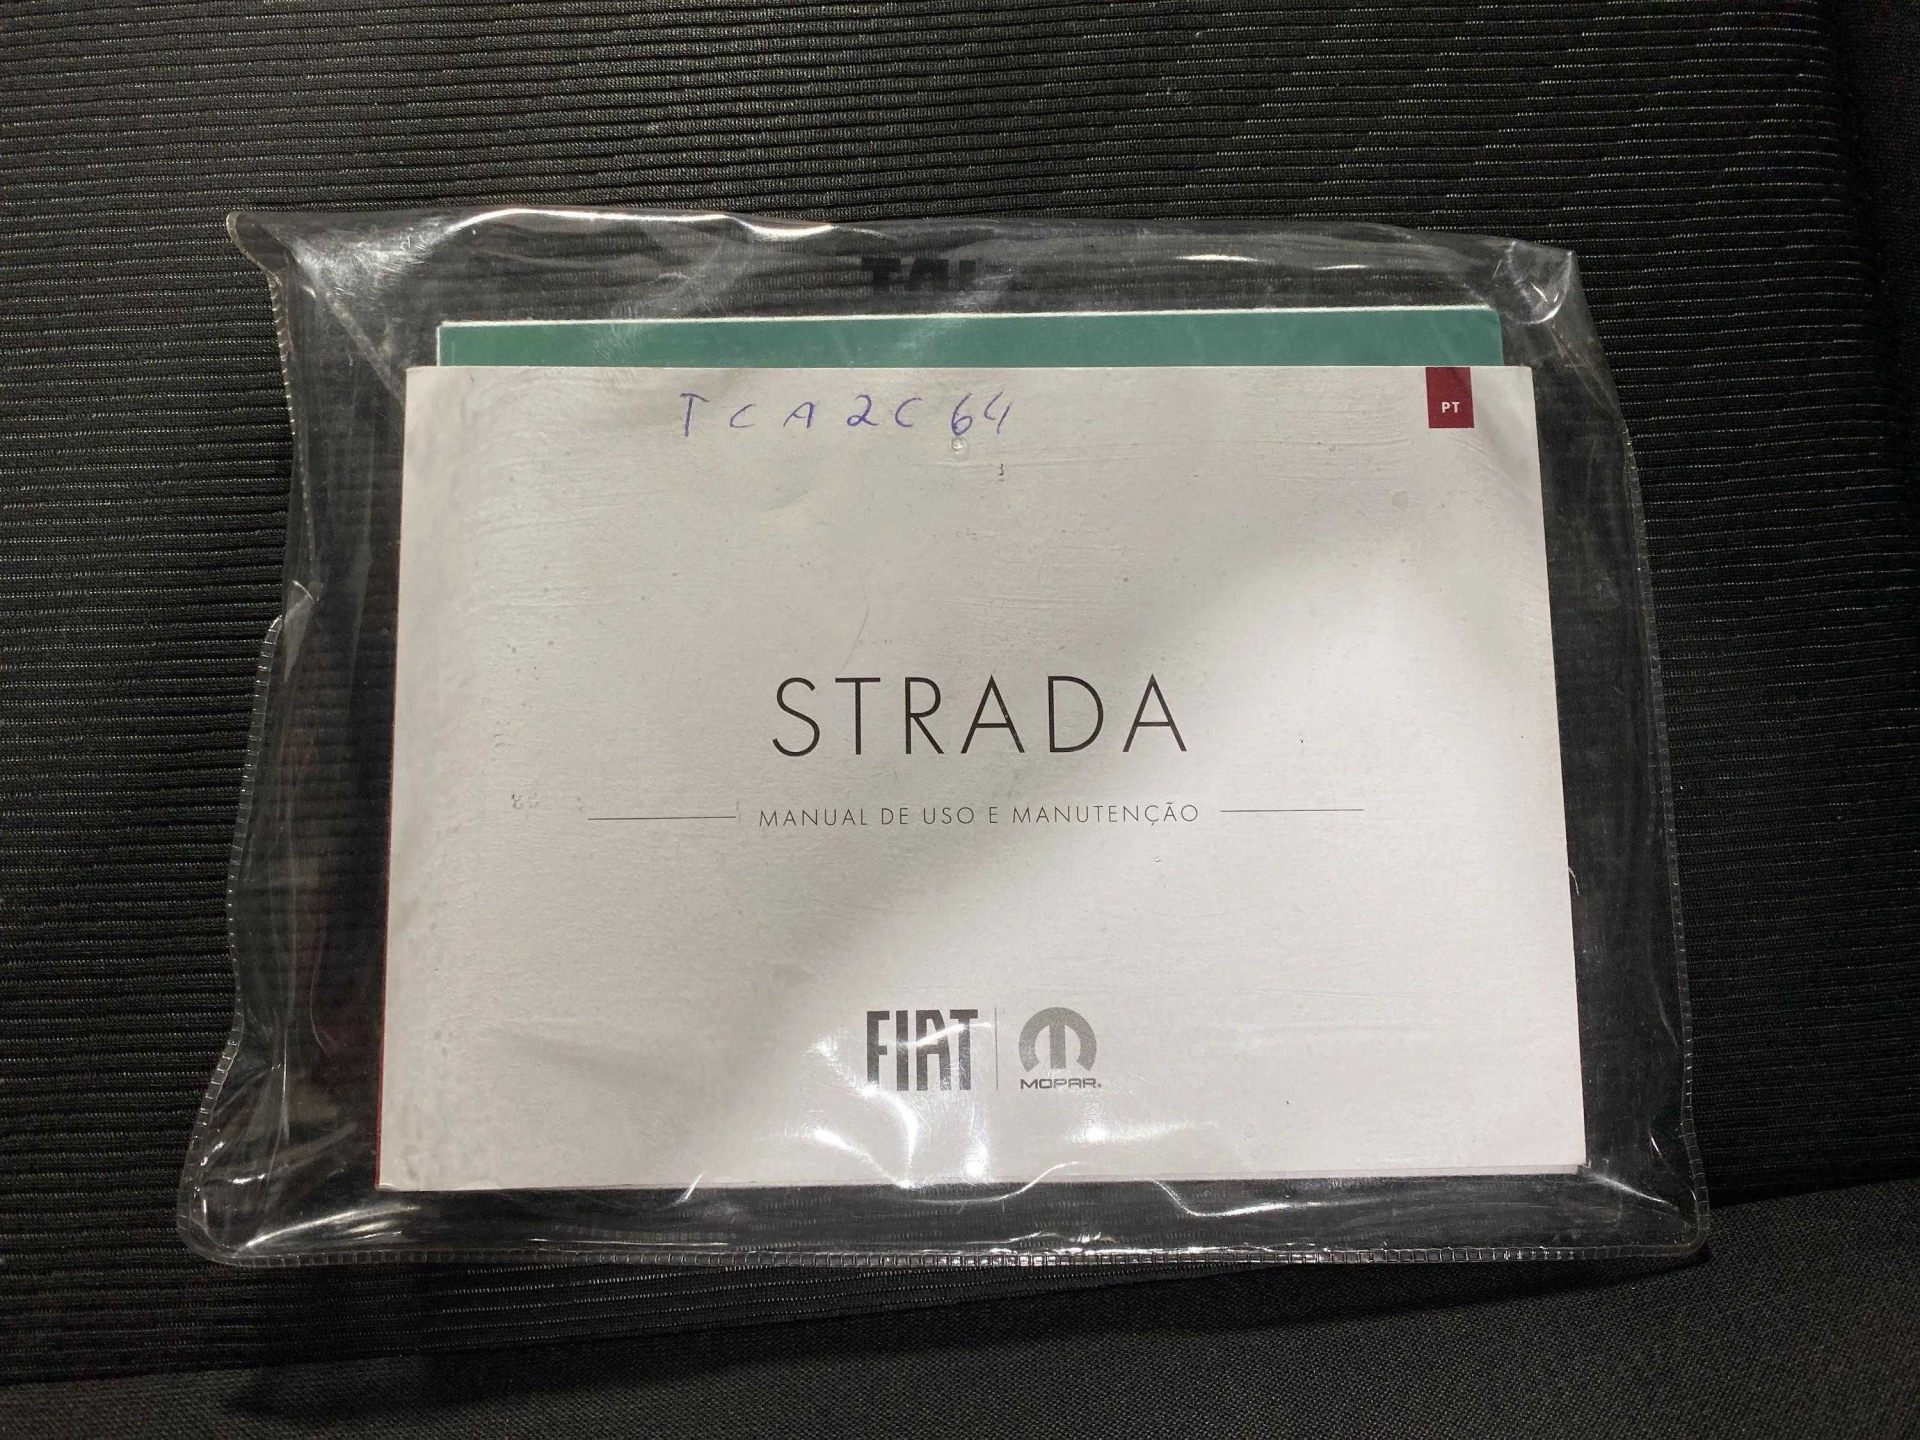 TCA2C64
PT
STRADA
MANUAL DE USO E MANUTENÇÃO
FIAT
MOPAR®